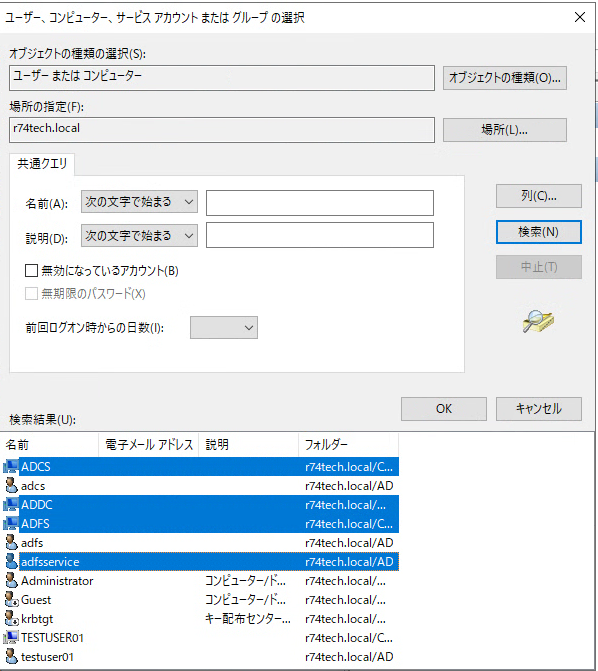 ユーザー、コンピューター、サービス アカウント または グループ の選択
オブジェクトの種類の選択(S):
ユーザー または コンピューター
オブジェクトの種類(O)...
場所の指定(F):
r74tech.local
場所(L)...
共通クエリ
名前(A):
次の文字で始まる
列(C)...
説明(D):
次の文字で始まる
検索(N)
無効になっているアカウント(B)
中止(T)
無期限のパスワード(X)
前回ログオン時からの日数(I):
OK
キャンセル
検索結果(U):
名前 電子メール アドレス 説明 フォルダー
ADCS r74tech.local/C...
adcs r74tech.local/AD
ADDC r74tech.local/...
ADFS r74tech.local/C...
adfs r74tech.local/AD
adfsservice r74tech.local/AD
Administrator コンピューター/ド... r74tech.local/...
Guest コンピューター/ド... r74tech.local/...
krbtgt キー配布センター... r74tech.local/...
TESTUSER01 r74tech.local/C...
testuser01 r74tech.local/AD